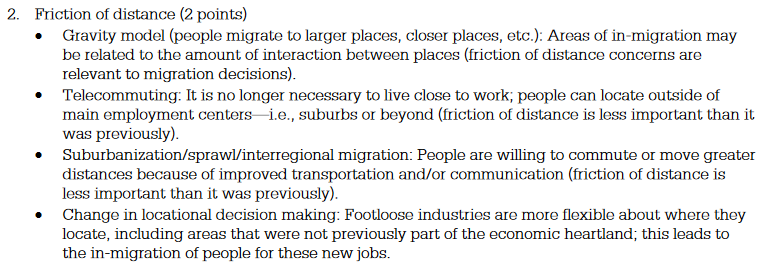 2. Friction of distance (2 points)
• Gravity model (people migrate to larger places, closer places, etc.): Areas of in-migration may
be related to the amount of interaction between places (friction of distance concerns are
relevant to migration decisions).
• Telecommuting: It is no longer necessary to live close to work; people can locate outside of
main employment centers—i.e., suburbs or beyond (friction of distance is less important than it
was previously).
• Suburbanization/sprawl/interregional migration: People are willing to commute or move greater
distances because of improved transportation and/or communication (friction of distance is
less important than it was previously).
• Change in locational decision making: Footloose industries are more flexible about where they
locate, including areas that were not previously part of the economic heartland; this leads to
the in-migration of people for these new jobs.